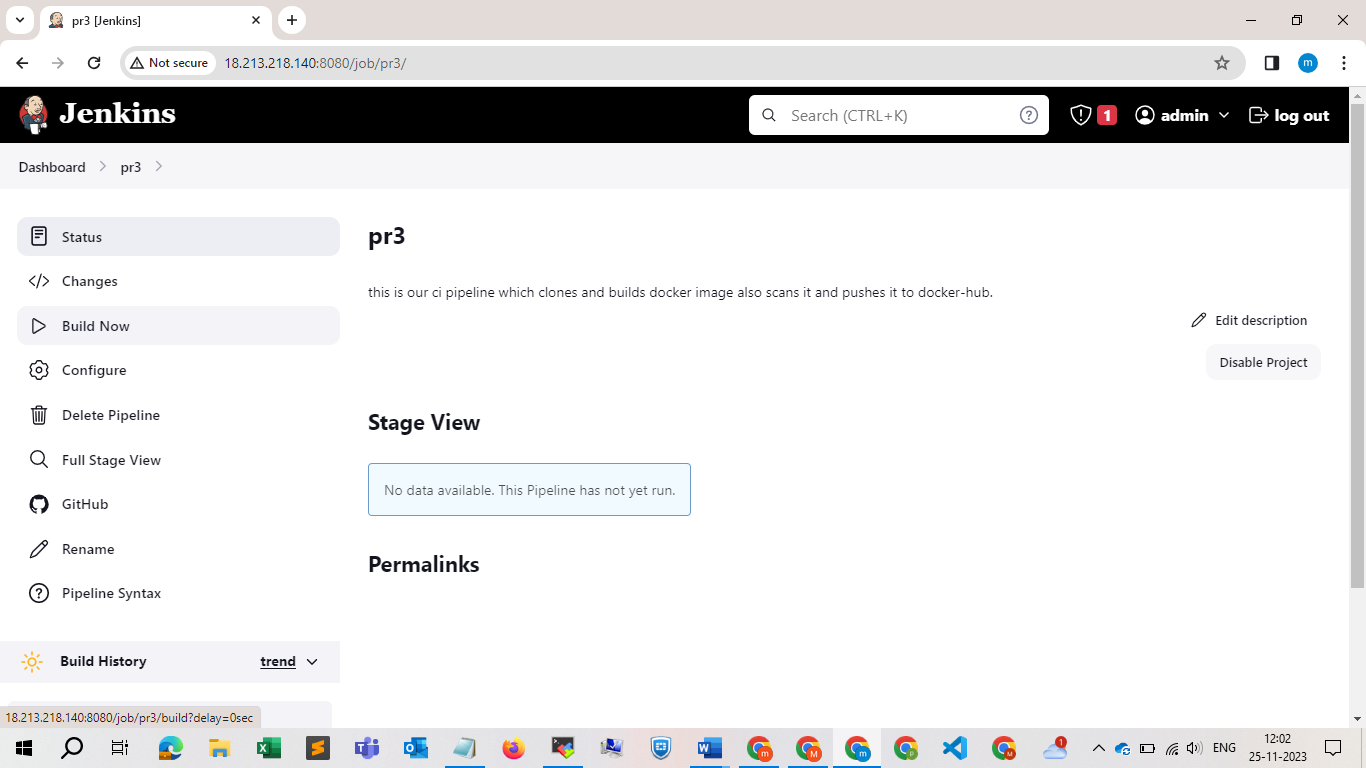 pr3 [Jenkins]
Not secure
18.213.218.140:8080/job/pr3/
m
Jenkins
Search (CTRL+K)
1
admin
log out
Dashboard
pr3
Status
Changes
Build Now
Configure
Delete Pipeline
Full Stage View
GitHub
Rename
Pipeline Syntax
Build History
trend
pr3
this is our ci pipeline which clones and builds docker image also scans it and pushes it to docker-hub.
Edit description
Disable Project
Stage View
No data available. This Pipeline has not yet run.
Permalinks
18.213.218.140:8080/job/pr3/build?delay=0sec
ENG
12:02
25-11-2023